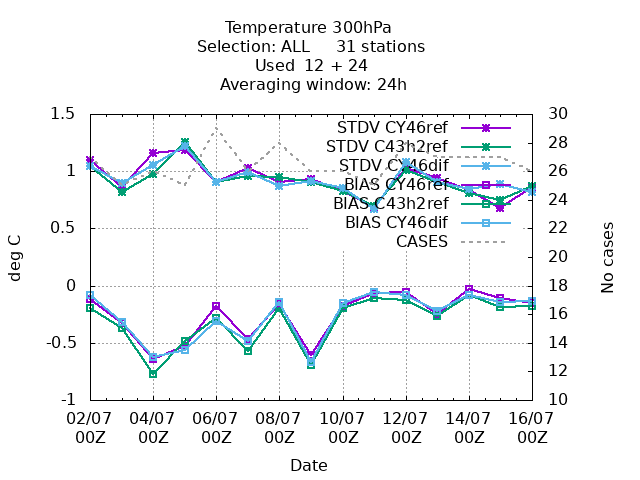 Temperature 300hPa
Selection: ALL     31 stations
Used  12 + 24
Averaging window: 24h
1.5
1
0.5
0
-0.5
-1
deg C
30
28
26
24
22
20
18
16
14
12
10
No cases
STDV CY46ref
STDV C43h2ref
STDV CY46dif
BIAS CY46ref
BIAS C43h2ref
BIAS CY46dif
CASES
02/07 04/07 06/07 08/07 10/07 12/07 14/07 16/07
00Z 00Z 00Z 00Z 00Z 00Z 00Z 00Z
Date